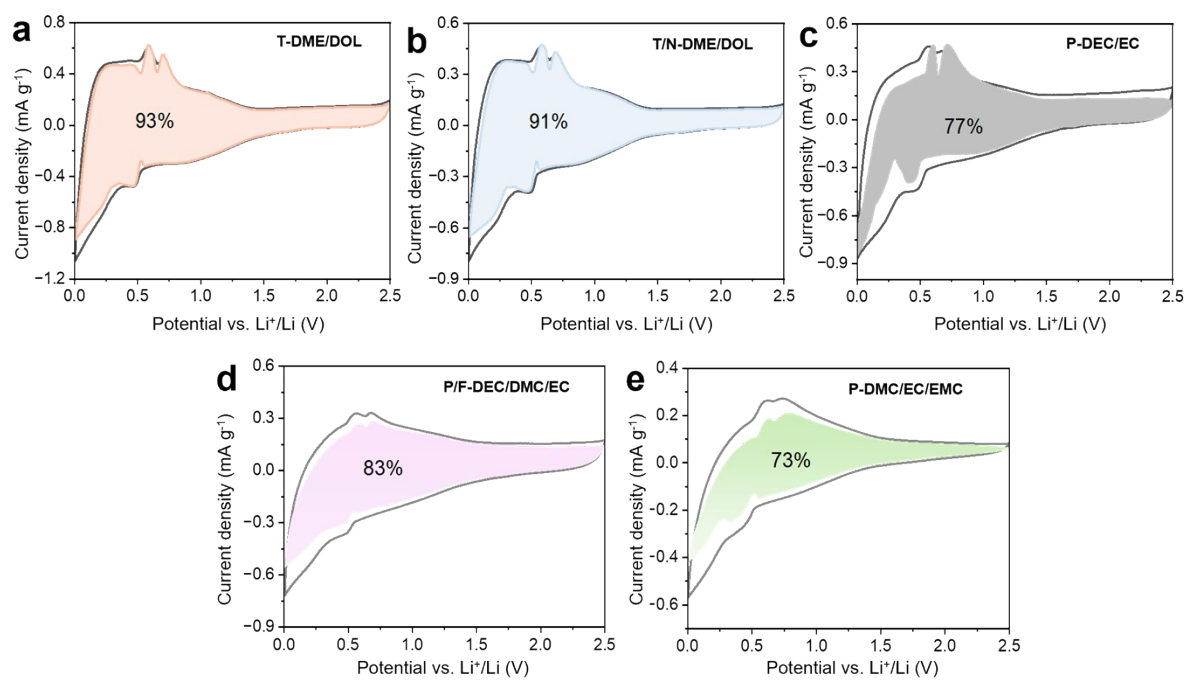 a
T-DME/DOL
93%
0.8
0.4
0.0
−0.4
−0.8
−1.2
Current density (mA g⁻¹)
0.0 0.5 1.0 1.5 2.0 2.5
Potential vs. Li⁺/Li (V)
b
T/N-DME/DOL
91%
0.6
0.3
0.0
−0.3
−0.6
−0.9
Current density (mA g⁻¹)
0.0 0.5 1.0 1.5 2.0 2.5
Potential vs. Li⁺/Li (V)
c
P-DEC/EC
77%
0.6
0.3
0.0
−0.3
−0.6
−0.9
Current density (mA g⁻¹)
0.0 0.5 1.0 1.5 2.0 2.5
Potential vs. Li⁺/Li (V)
d
P/F-DEC/DMC/EC
83%
0.6
0.3
0.0
−0.3
−0.6
−0.9
Current density (mA g⁻¹)
0.0 0.5 1.0 1.5 2.0 2.5
Potential vs. Li⁺/Li (V)
e
P-DMC/EC/EMC
73%
0.4
0.2
0.0
−0.2
−0.4
−0.6
Current density (mA g⁻¹)
0.0 0.5 1.0 1.5 2.0 2.5
Potential vs. Li⁺/Li (V)